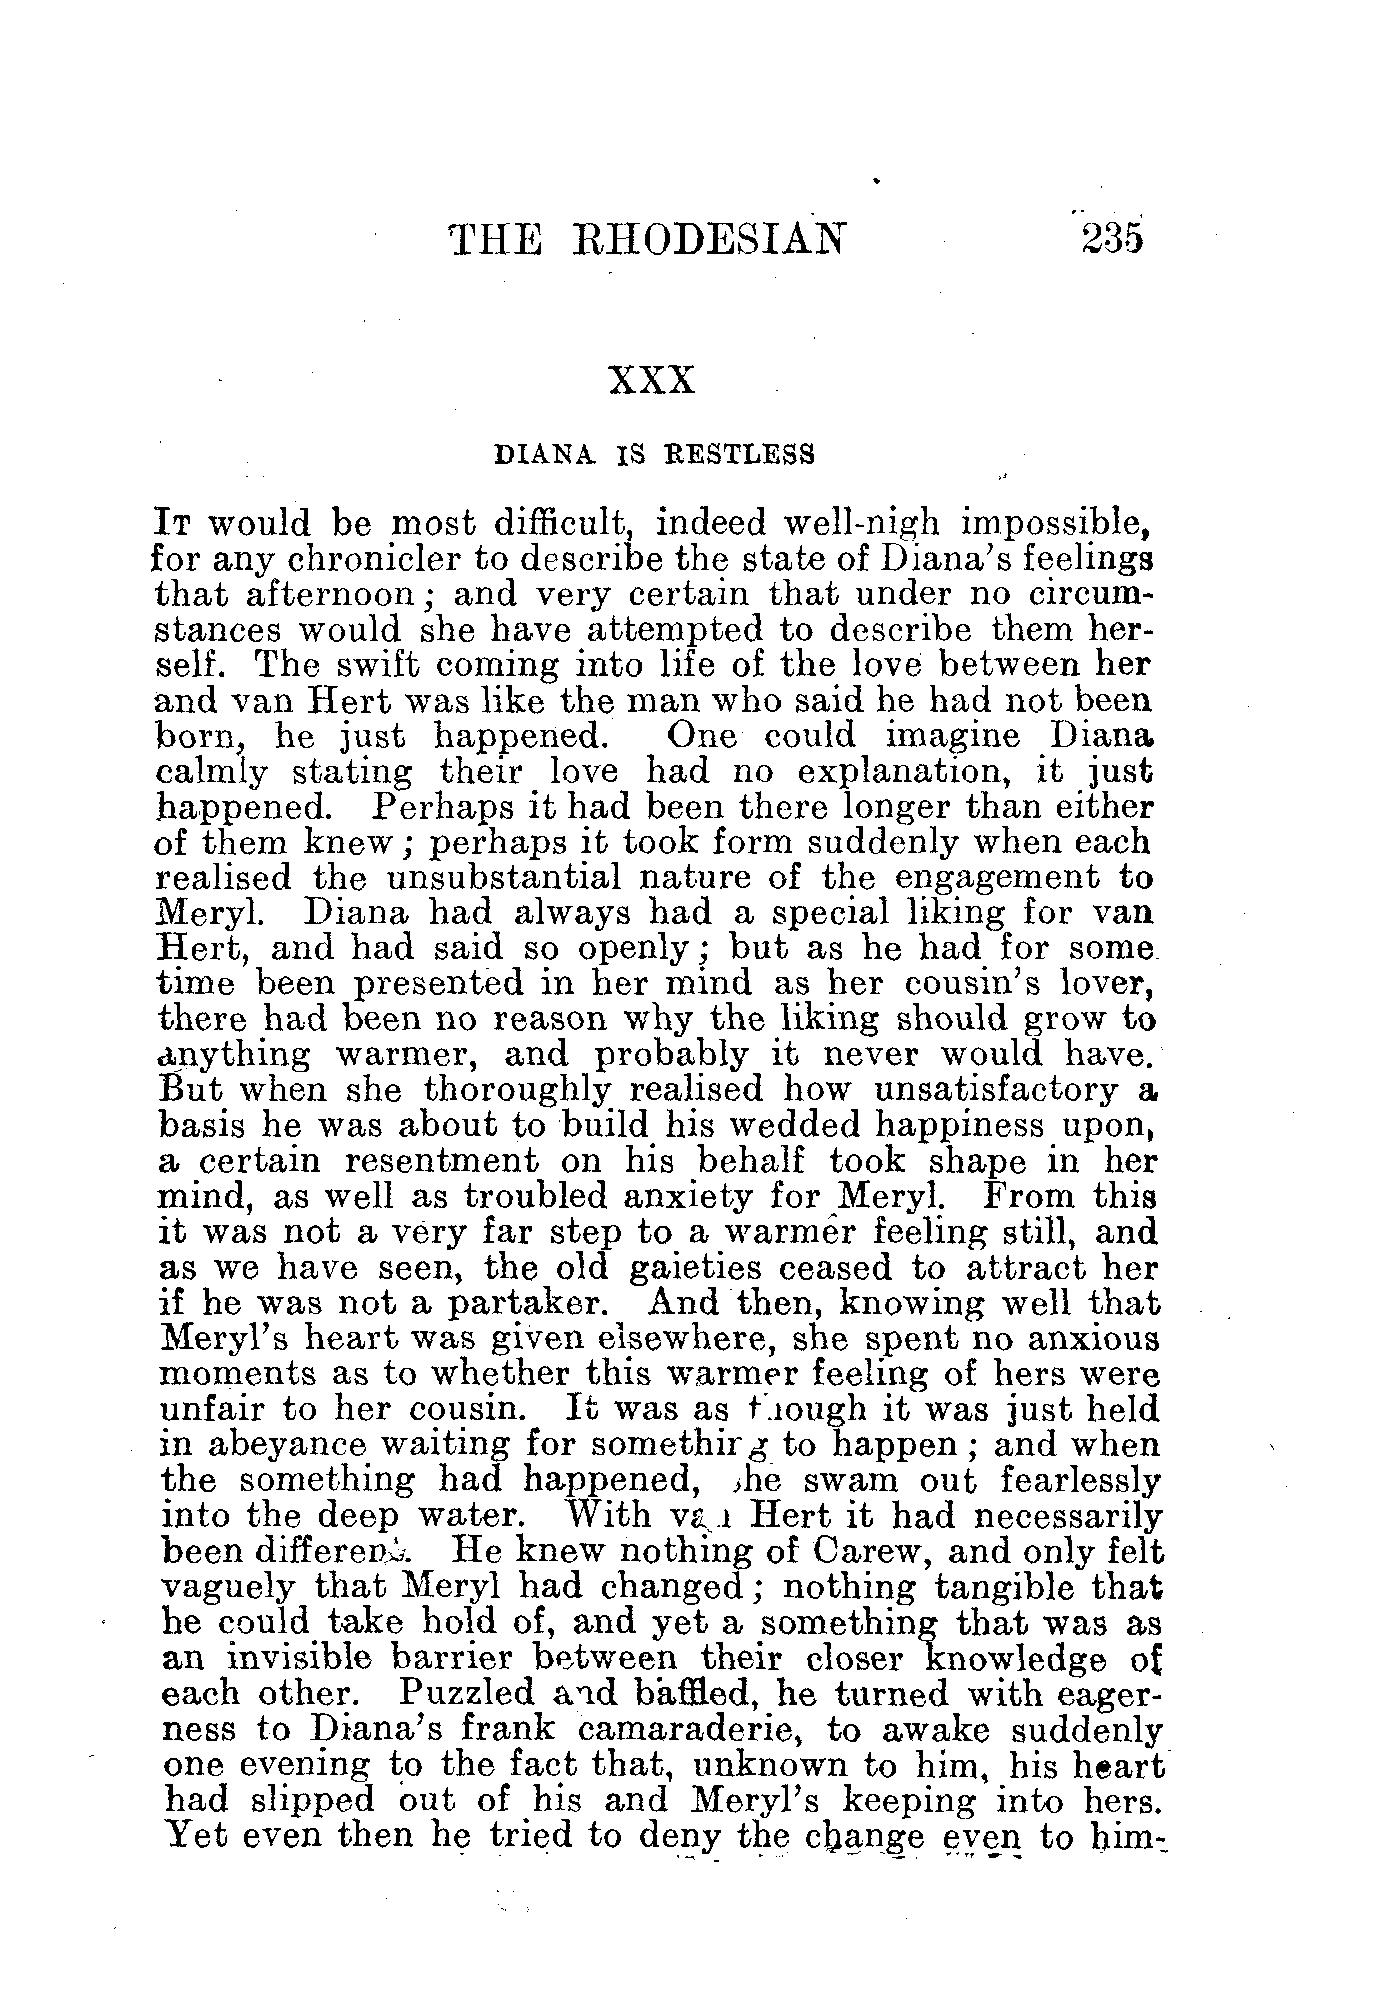 THE RHODESIAN 235
XXX
DIANA IS RESTLESS
IT would be most difficult, indeed well-nigh impossible,
for any chronicler to describe the state of Diana's feelings
that afternoon; and very certain that under no circum-
stances would she have attempted to describe them her-
self. The swift coming into life of the love between her
and van Hert was like the man who said he had not been
born, he just happened. One could imagine Diana
calmly stating their love had no explanation, it just
happened. Perhaps it had been there longer than either
of them knew; perhaps it took form suddenly when each
realised the unsubstantial nature of the engagement to
Meryl. Diana had always had a special liking for van
Hert, and had said so openly; but as he had for some
time been presented in her mind as her cousin's lover,
there had been no reason why the liking should grow to
anything warmer, and probably it never would have.
But when she thoroughly realised how unsatisfactory a
basis he was about to build his wedded happiness upon,
a certain resentment on his behalf took shape in her
mind, as well as troubled anxiety for Meryl. From this
it was not a very far step to a warmer feeling still, and
as we have seen, the old gaieties ceased to attract her
if he was not a partaker. And then, knowing well that
Meryl's heart was given elsewhere, she spent no anxious
moments as to whether this warmer feeling of hers were
unfair to her cousin. It was as though it was just held
in abeyance waiting for something to happen; and when
the something had happened, she swam out fearlessly
into the deep water. With van Hert it had necessarily
been different. He knew nothing of Carew, and only felt
vaguely that Meryl had changed; nothing tangible that
he could take hold of, and yet a something that was as
an invisible barrier between their closer knowledge of
each other. Puzzled and baffled, he turned with eager-
ness to Diana's frank camaraderie, to awake suddenly
one evening to the fact that, unknown to him, his heart
had slipped out of his and Meryl's keeping into hers.
Yet even then he tried to deny the change even to him-